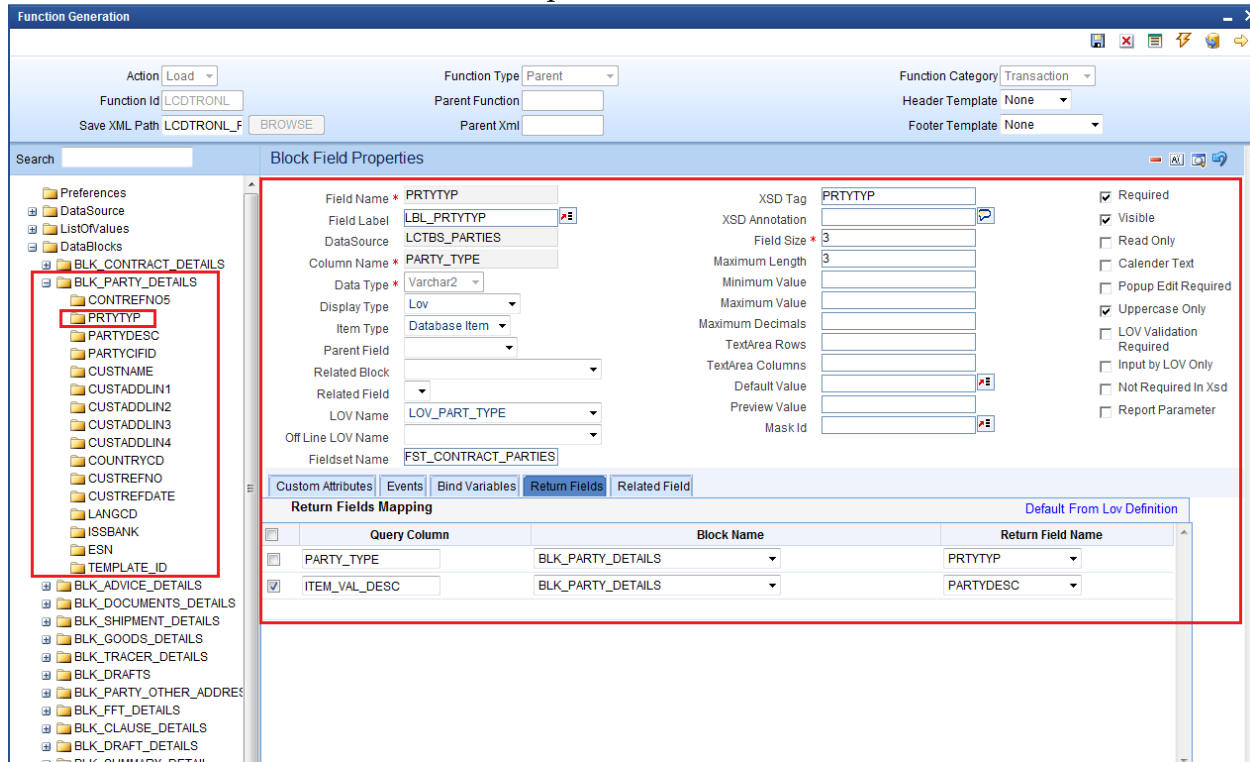 Function Generation
Action Load Function Type Parent Function Category Transaction
Function Id LCDTRONL Parent Function Header Template None
Save XML Path LCDTRONL_F BROWSE Parent Xml Footer Template None
Search Block Field Properties
Preferences
DataSource
ListOfValues
DataBlocks
BLK_CONTRACT_DETAILS
BLK_PARTY_DETAILS
CONTREFNO5
PRTYTYP
PARTYDESC
PARTYCIFID
CUSTNAME
CUSTADDLIN1
CUSTADDLIN2
CUSTADDLIN3
CUSTADDLIN4
COUNTRYCD
CUSTREFNO
CUSTREFDATE
LANGCD
ISSBANK
ESN
TEMPLATE_ID
BLK_ADVICE_DETAILS
BLK_DOCUMENTS_DETAILS
BLK_SHIPMENT_DETAILS
BLK_GOODS_DETAILS
BLK_TRACER_DETAILS
BLK_DRAFTS
BLK_PARTY_OTHER_ADDRES
BLK_FFT_DETAILS
BLK_CLAUSE_DETAILS
BLK_DRAFT_DETAILS
Field Name * PRTYTYP
Field Label LBL_PRTYTYP
DataSource LCTBS_PARTIES
Column Name * PARTY_TYPE
Data Type * Varchar2
Display Type Lov
Item Type Database Item
Parent Field
Related Block
Related Field
LOV Name LOV_PART_TYPE
Off Line LOV Name
Fieldset Name FST_CONTRACT_PARTIES
XSD Tag PRTYTYP
XSD Annotation
Field Size * 3
Maximum Length 3
Minimum Value
Maximum Value
Maximum Decimals
TextArea Rows
TextArea Columns
Default Value
Preview Value
Mask Id
Required
Visible
Read Only
Calender Text
Popup Edit Required
Uppercase Only
LOV Validation
Required
Input by LOV Only
Not Required In Xsd
Report Parameter
Custom Attributes Events Bind Variables Return Fields Related Field
Return Fields Mapping Default From Lov Definition
Query Column Block Name Return Field Name
PARTY_TYPE BLK_PARTY_DETAILS PRTYTYP
ITEM_VAL_DESC BLK_PARTY_DETAILS PARTYDESC